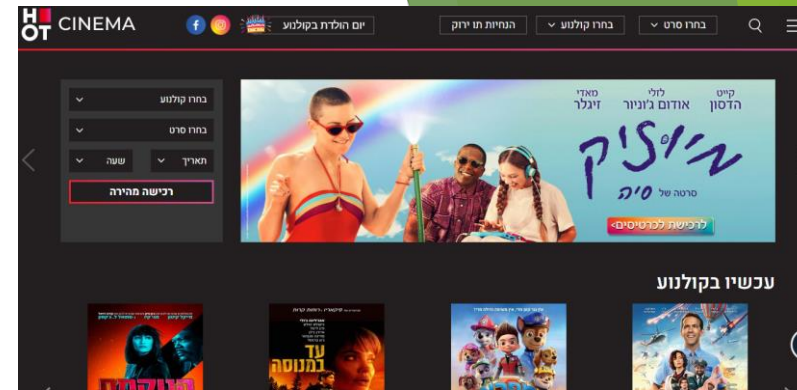 HOT CINEMA
יום הולדת בקולנוע
הנחיות תו ירוק
בחרו קולנוע
בחרו סרט
בחרו קולנוע
בחרו סרט
תאריך
שעה
רכישה מהירה
קייט הדסון
לזלי אודום ג'וניור
מאדי זיגלר
מיוזיק
סרטה של סיה
לרכישת כרטיסים>
עכשיו בקולנוע
עד במנוסה